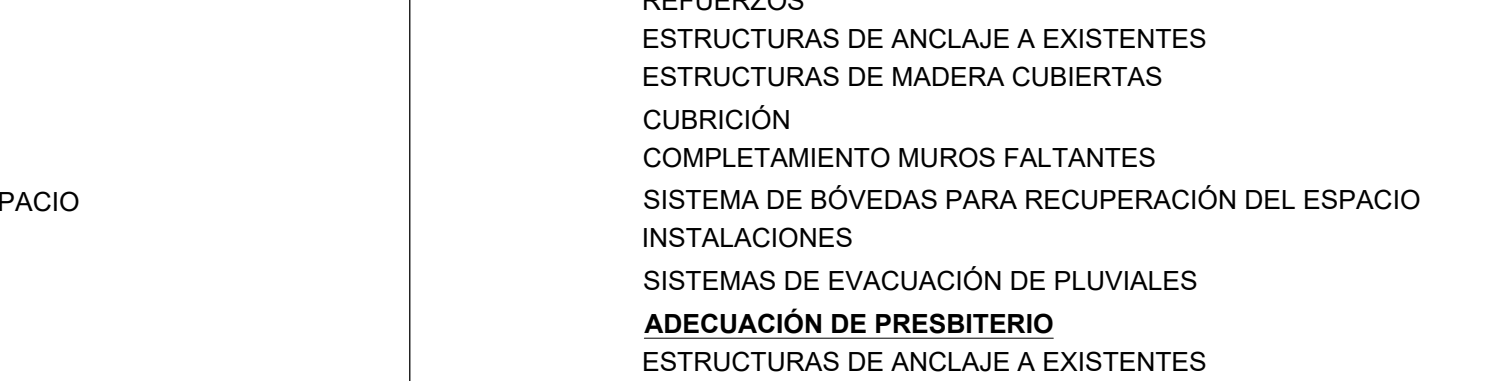 REFUERZOS
ESTRUCTURAS DE ANCLAJE A EXISTENTES
ESTRUCTURAS DE MADERA CUBIERTAS
CUBRICIÓN
COMPLETAMIENTO MUROS FALTANTES
PACIO
SISTEMA DE BÓVEDAS PARA RECUPERACIÓN DEL ESPACIO
INSTALACIONES
SISTEMAS DE EVACUACIÓN DE PLUVIALES
ADECUACIÓN DE PRESBITERIO
ESTRUCTURAS DE ANCLAJE A EXISTENTES